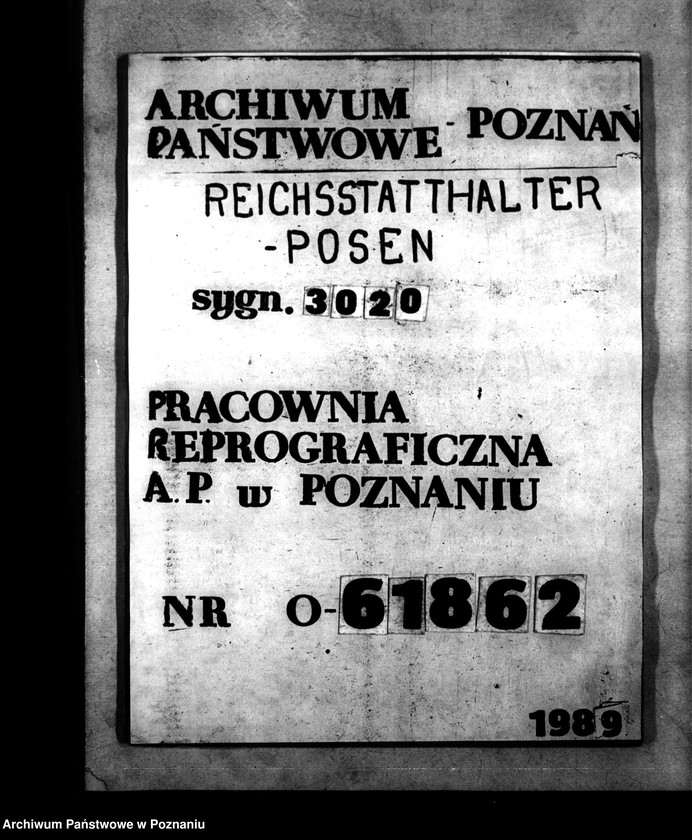 ARCHIWUM
PAŃSTWOWE - POZNAŃ
REICHSSTATTHALTER
-POSEN
sygn. 3020
PRACOWNIA
REPROGRAFICZNA
A.P. w POZNANIU
NR O-61862
1989
Archiwum Państwowe w Poznaniu